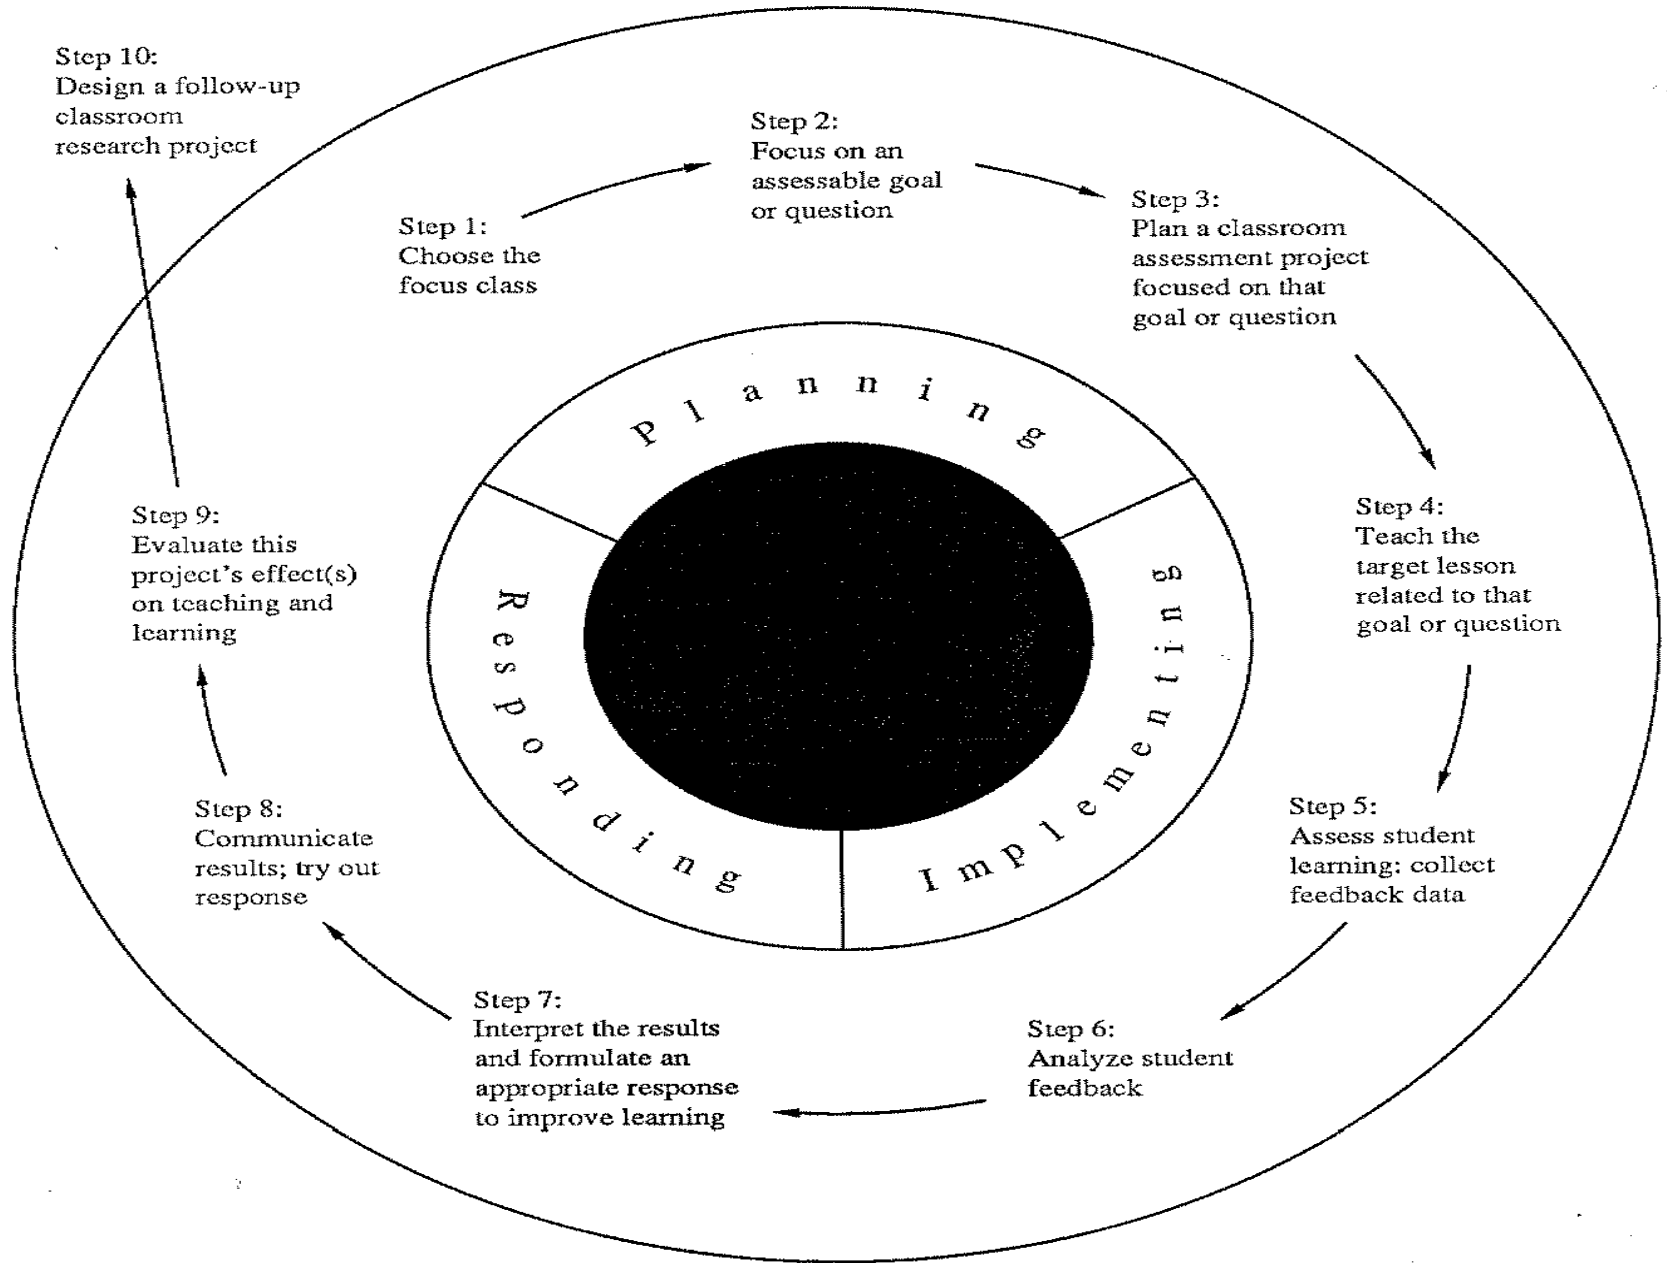 Step 1:
Choose the
focus class
Step 2:
Focus on an
assessable goal
or question
Step 3:
Plan a classroom
assessment project
focused on that
goal or question
Step 4:
Teach the
target lesson
related to that
goal or question
Step 5:
Assess student
learning: collect
feedback data
Step 6:
Analyze student
feedback
Step 7:
Interpret the results
and formulate an
appropriate response
to improve learning
Step 8:
Communicate
results; try out
response
Step 9:
Evaluate this
project's effect(s)
on teaching and
learning
Step 10:
Design a follow-up
classroom
research project
Planning
Implementing
Responding